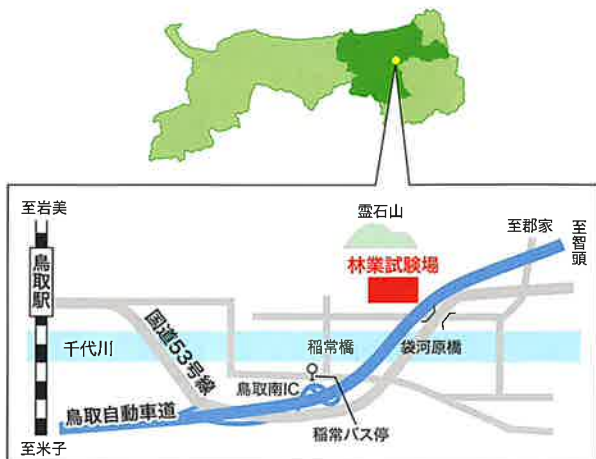 至岩美
鳥取駅
至米子
千代川
国道53号線
鳥取自動車道
霊石山
林業試験場
稲常橋
鳥取南IC
稲常バス停
袋河原橋
至郡家
至智頭